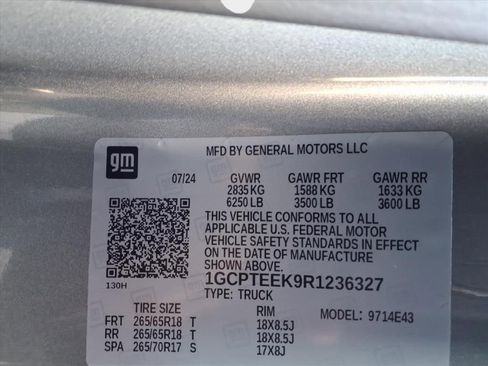 gm
MFD BY GENERAL MOTORS LLC
07/24 GVWR GAWR FRT GAWR RR
2835 KG 1588 KG 1633 KG
6250 LB 3500 LB 3600 LB
THIS VEHICLE CONFORMS TO ALL
APPLICABLE U.S. FEDERAL MOTOR
VEHICLE SAFETY STANDARDS IN EFFECT
ON THE DATE OF MANUFACTURE
SHOWN ABOVE.
1GCPTEEK9R1236327
130H TYPE: TRUCK
TIRE SIZE RIM MODEL: 9714E43
FRT 265/65R18 T 18X8.5J
RR 265/65R18 T 18X8.5J
SPA 265/70R17 S 17X8J